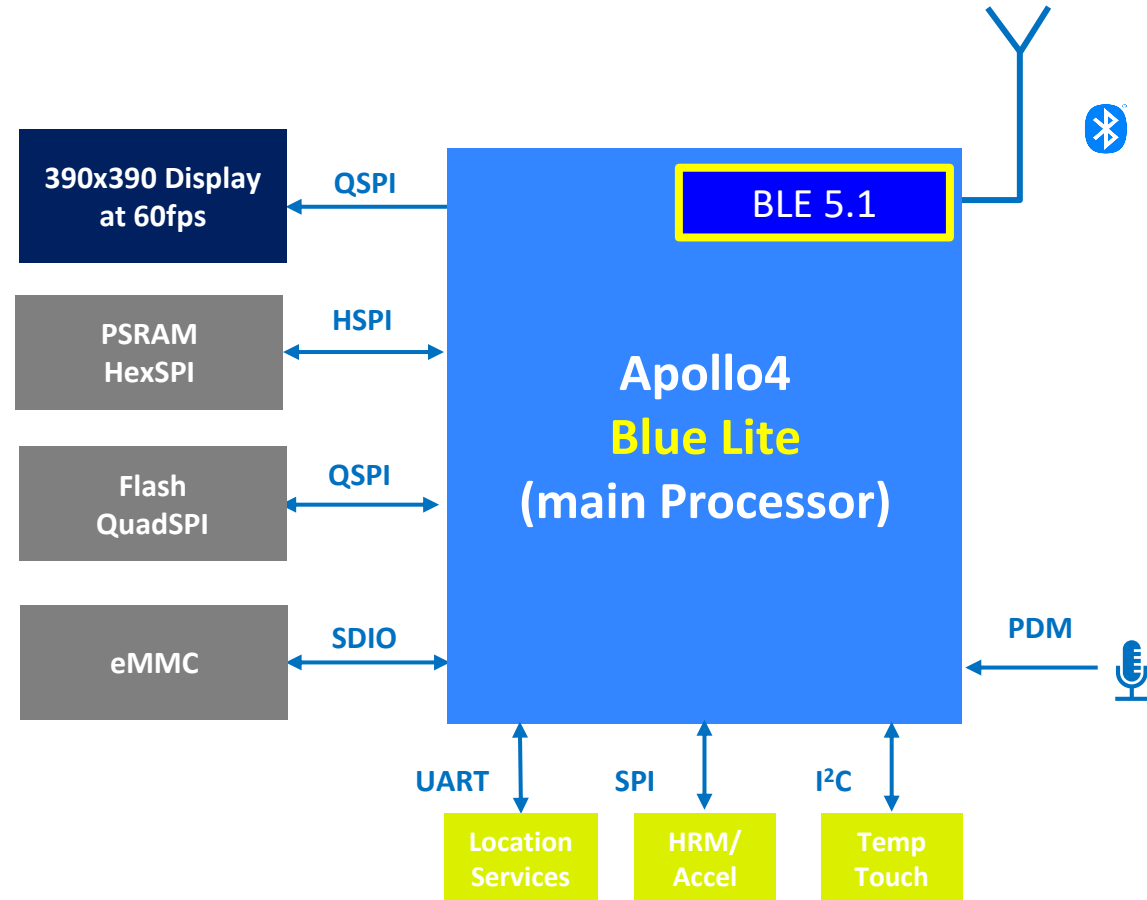 390x390 Display
at 60fps
QSPI
BLE 5.1
PSRAM
HexSPI
HSPI
Apollo4
Blue Lite
(main Processor)
Flash
QuadSPI
QSPI
eMMC
SDIO
PDM
UART
SPI
I²C
Location
Services
HRM/
Accel
Temp
Touch